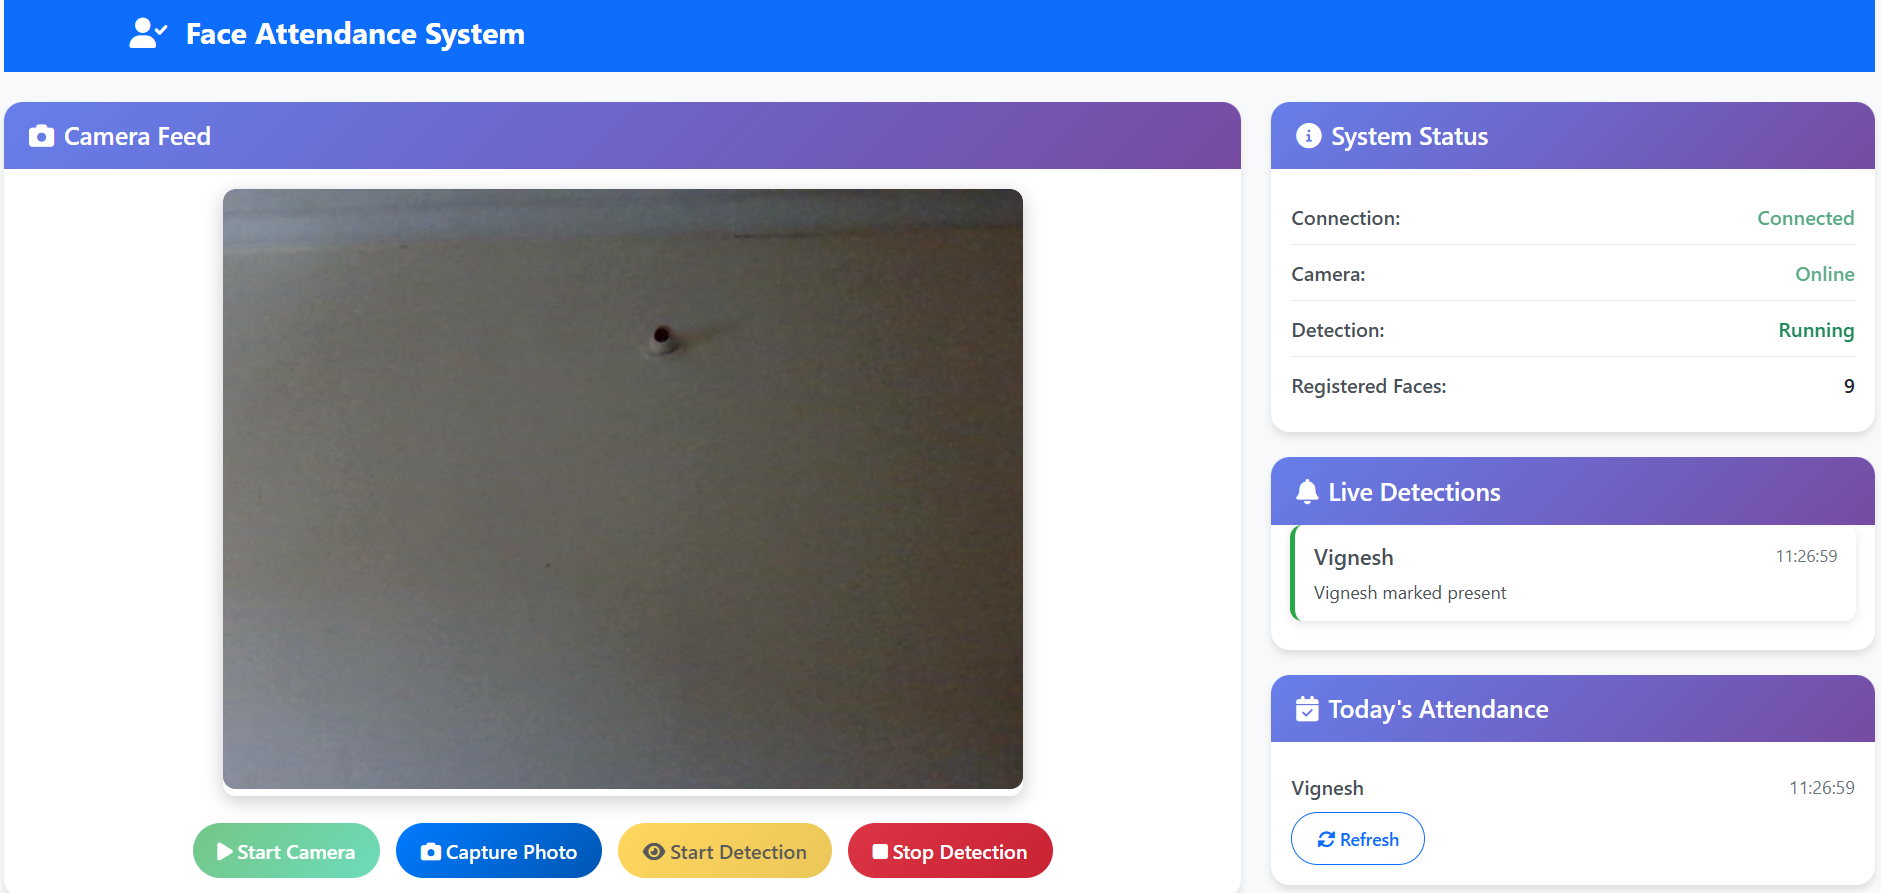 Face Attendance System
Camera Feed
Start Camera
Capture Photo
Start Detection
Stop Detection
System Status
Connection: Connected
Camera: Online
Detection: Running
Registered Faces: 9
Live Detections
Vignesh 11:26:59
Vignesh marked present
Today's Attendance
Vignesh 11:26:59
Refresh